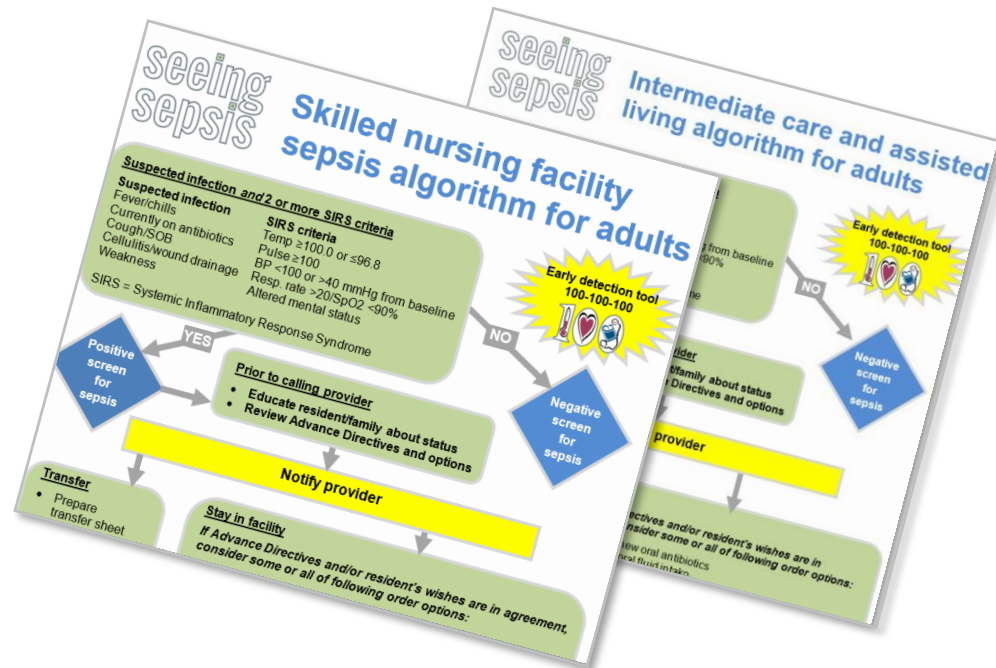 seeing
sepsis
Skilled nursing facility
sepsis algorithm for adults
Suspected infection and 2 or more SIRS criteria
Suspected infection
Fever/chills
Currently on antibiotics
Cough/SOB
Cellulitis/wound drainage
Weakness
SIRS criteria
Temp ≥100.0 or ≤96.8
Pulse ≥100
BP <100 or >40 mmHg from baseline
Resp. rate >20/SpO2 <90%
Altered mental status
SIRS = Systemic Inflammatory Response Syndrome
Early detection tool
100-100-100
YES
NO
Positive
screen
for
sepsis
Prior to calling provider
• Educate resident/family about status
• Review Advance Directives and options
Negative
screen
for
sepsis
Notify provider
Transfer
• Prepare
transfer sheet
Stay in facility
If Advance Directives and/or resident's wishes are in agreement,
consider some or all of following order options:
seeing
sepsis
Intermediate care and assisted
living algorithm for adults
from baseline
<90%
Early detection tool
100-100-100
NO
Negative
screen
for
sepsis
/family about status
Directives and options
provider
ectives and/or resident's wishes are in
nsider some or all of following order options:
new oral antibiotics
oral fluid intake